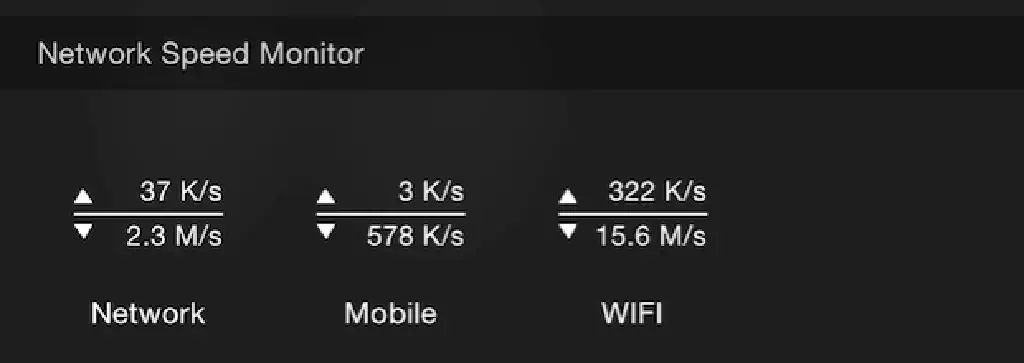 Network Speed Monitor
▲ 37 K/s
▼ 2.3 M/s
Network
▲ 3 K/s
▼ 578 K/s
Mobile
▲ 322 K/s
▼ 15.6 M/s
WIFI